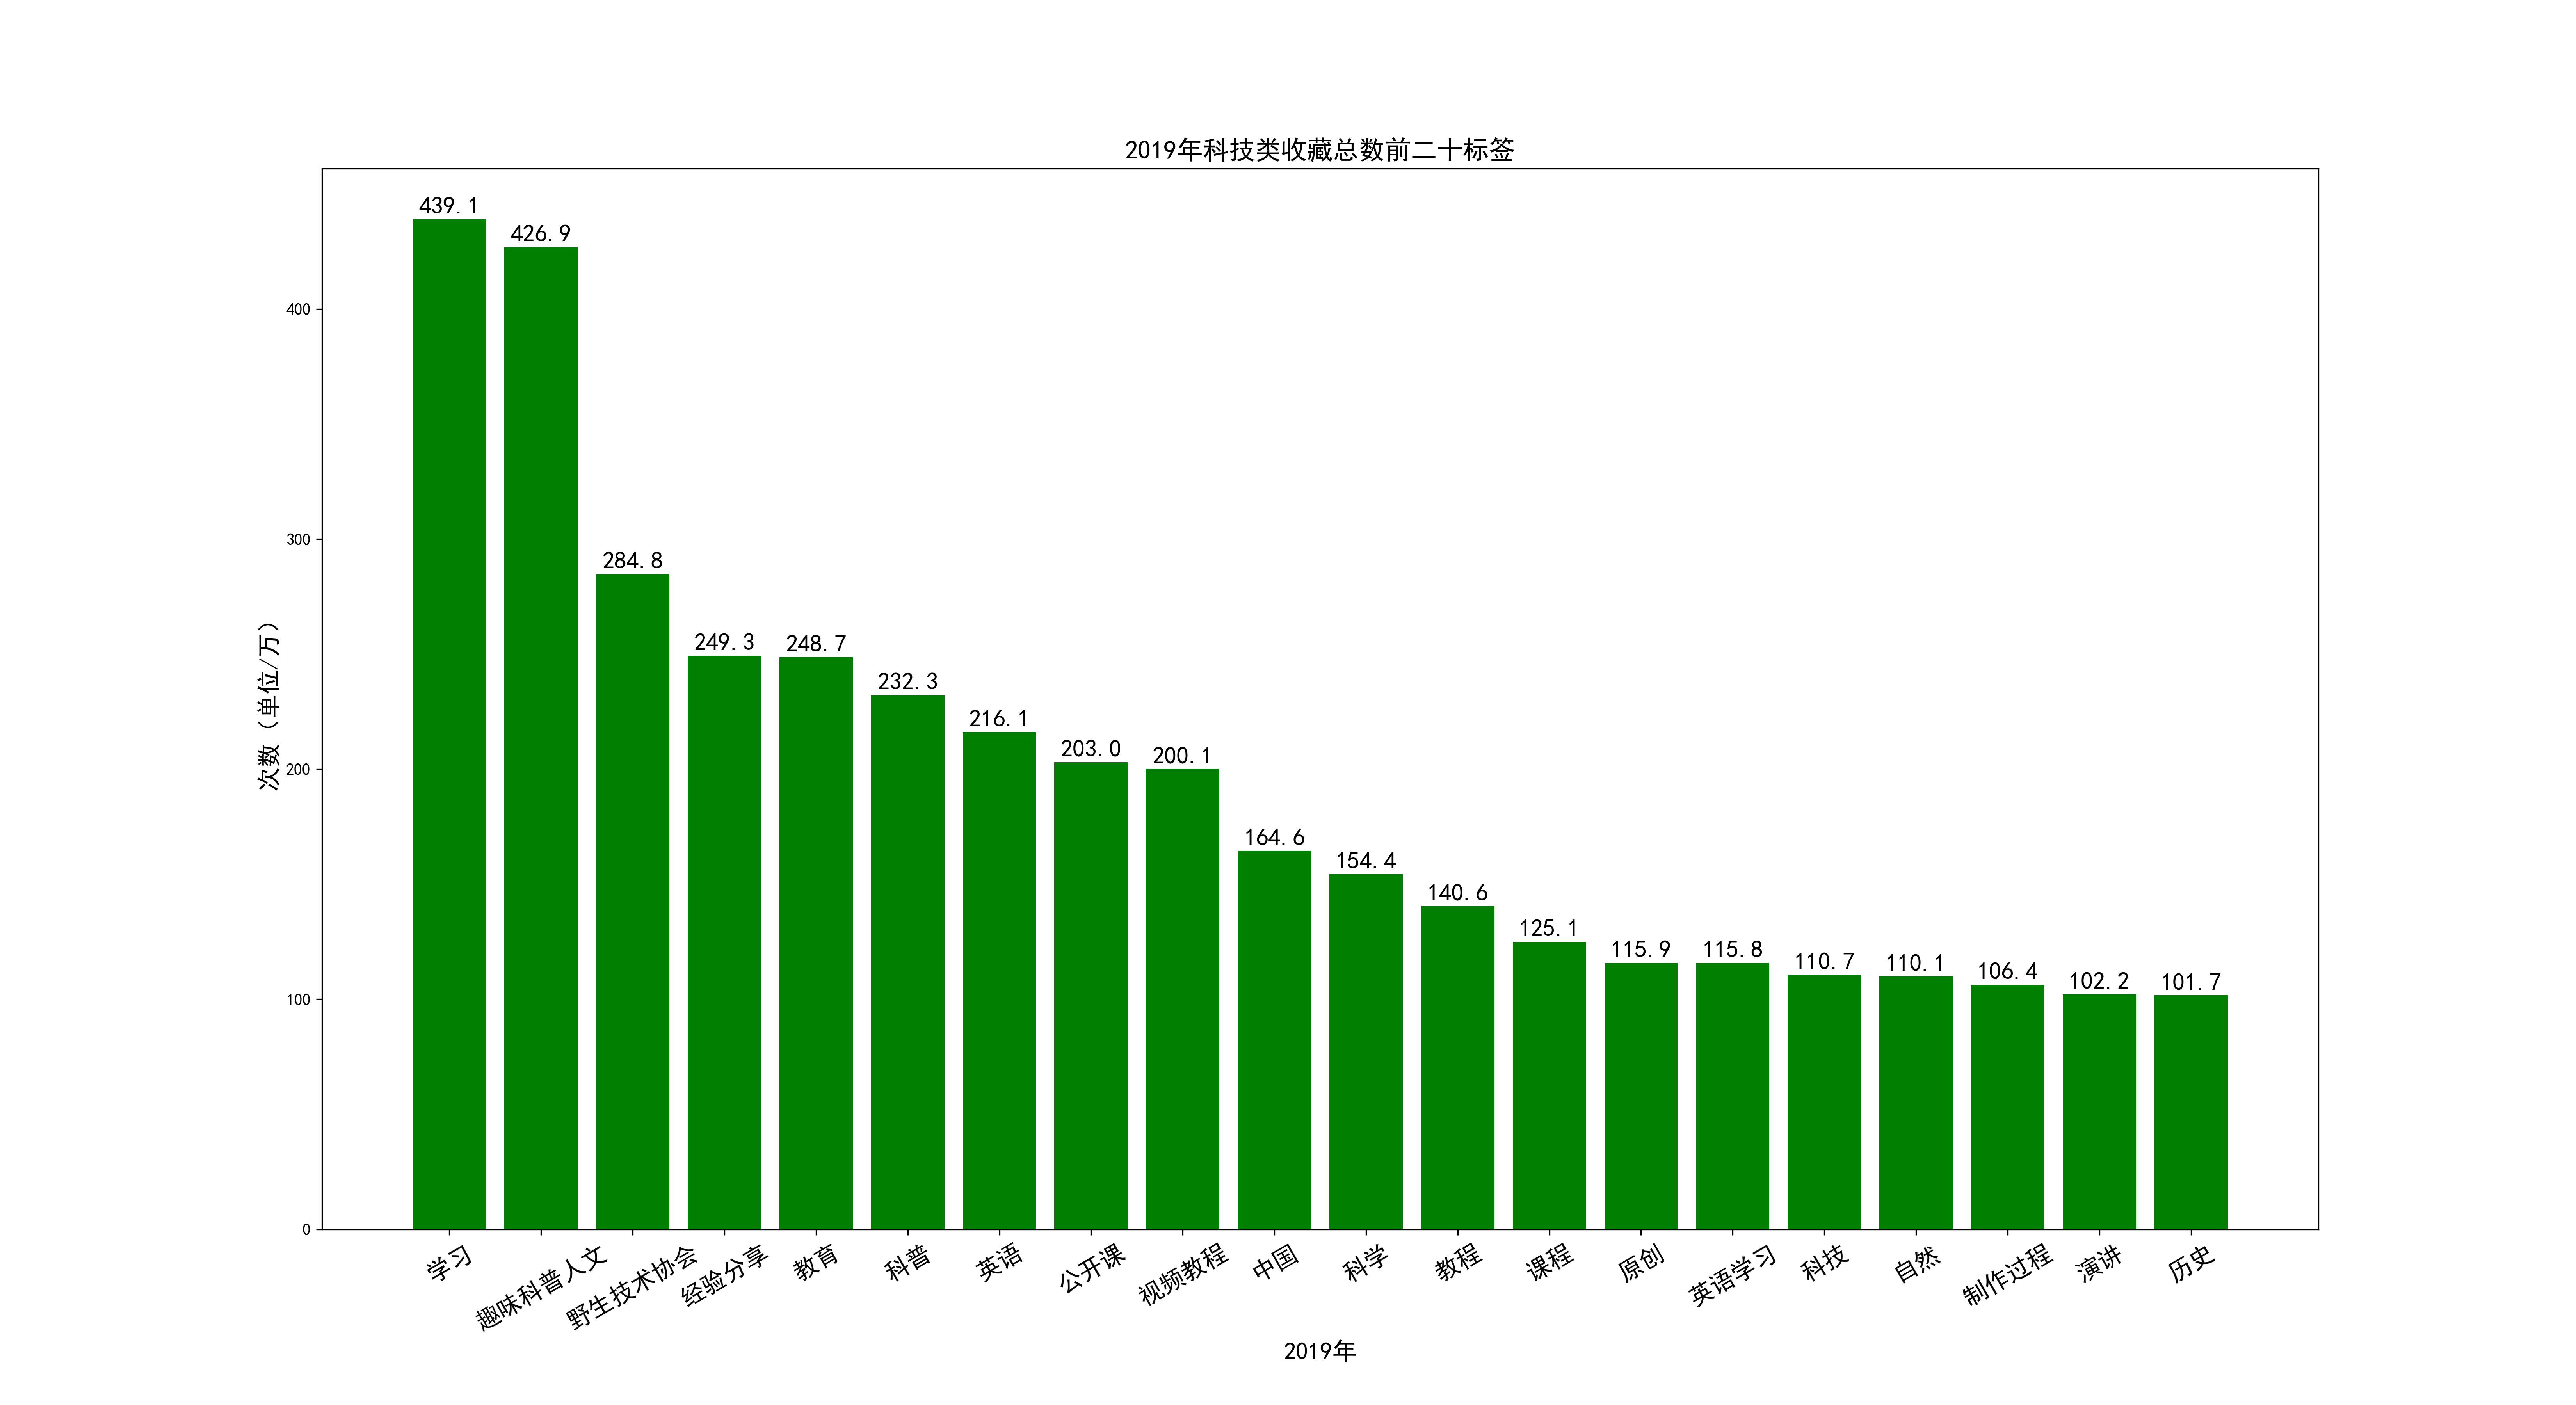 2019年科技类收藏总数前二十标签
次数（单位/万）
400
300
200
100
0
439.1
426.9
284.8
249.3
248.7
232.3
216.1
203.0
200.1
164.6
154.4
140.6
125.1
115.9
115.8
110.7
110.1
106.4
102.2
101.7
学习
趣味科普人文
野生技术协会
经验分享
教育
科普
英语
公开课
视频教程
中国
科学
教程
课程
原创
英语学习
科技
自然
制作过程
演讲
历史
2019年